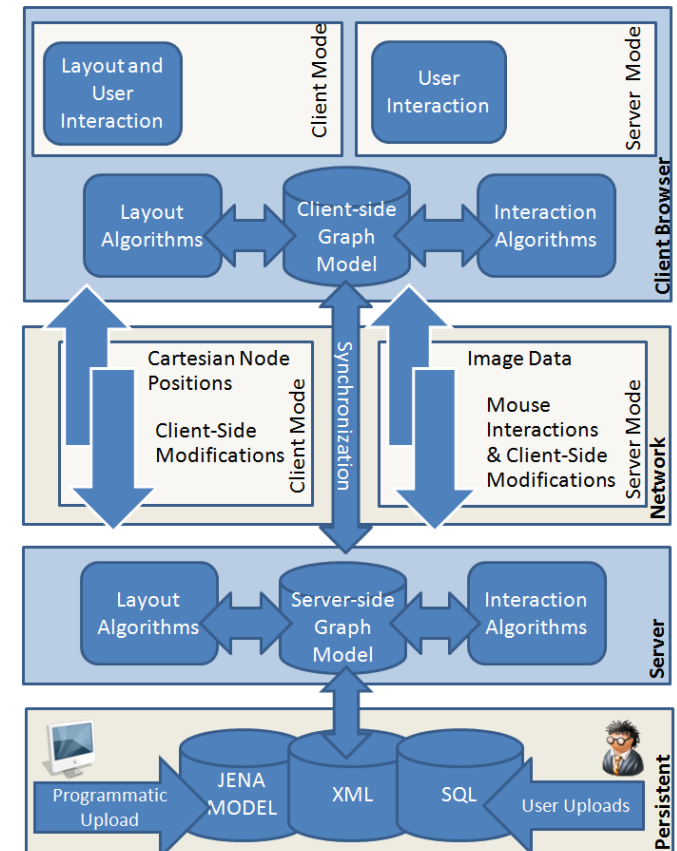 Layout and
User
Interaction
Client Mode
User
Interaction
Server Mode
Layout
Algorithms
Client-side
Graph
Model
Interaction
Algorithms
Client Browser
Cartesian Node
Positions
Client-Side
Modifications
Client Mode
Synchronization
Image Data
Mouse
Interactions
& Client-Side
Modifications
Server Mode
Network
Layout
Algorithms
Server-side
Graph
Model
Interaction
Algorithms
Server
Programmatic
Upload
JENA
MODEL
XML
SQL
User Uploads
Persistent